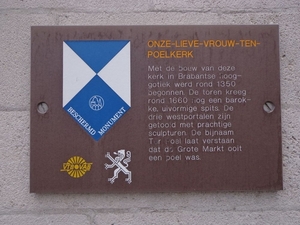 ONZE-LIEVE-VROUW-TEN-
POELKERK
Met de bouw van deze
kerk in Brabantse hoog-
gotiek werd rond 1350
begonnen. De toren kreeg
rond 1660 nog een barok-
ke, uivormige spits. De
drie westportalen zijn
getooid met prachtige
sculpturen. De bijnaam
Ten Poel laat verstaan
dat de Grote Markt ooit
een poel was.
BESCHERMD MONUMENT